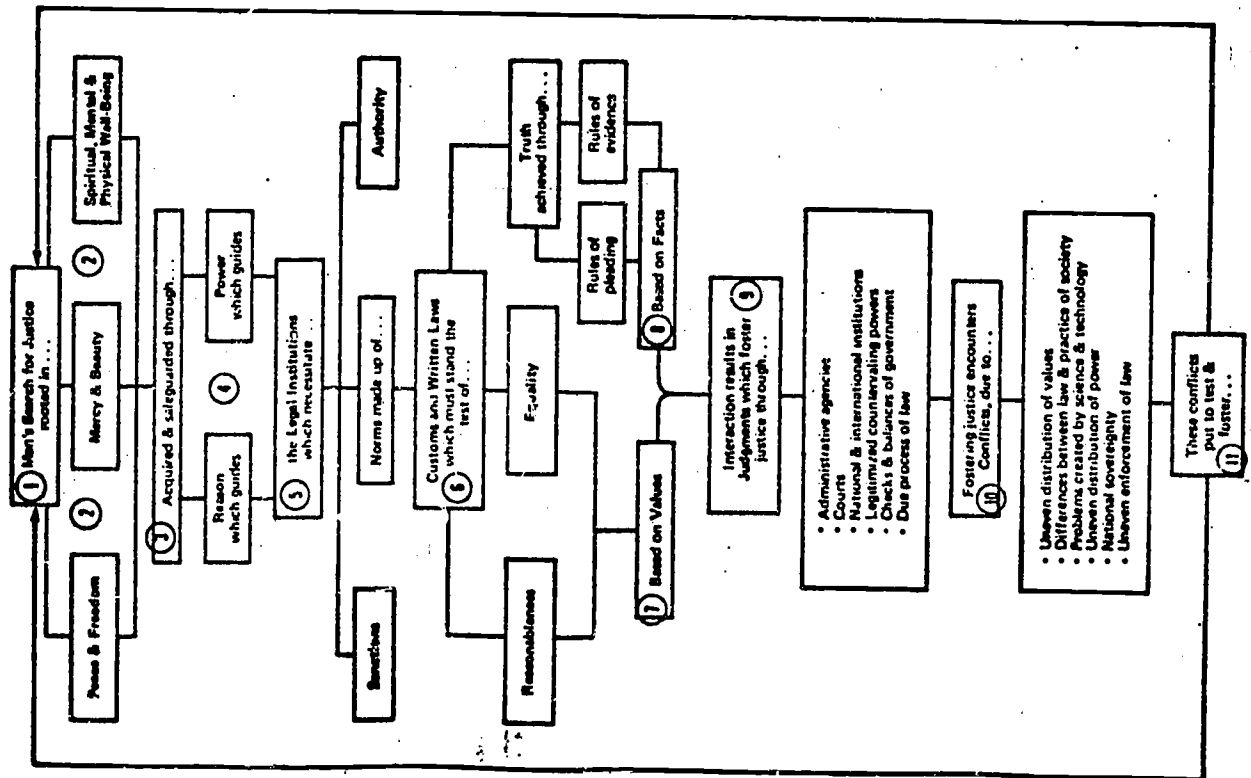 1 Man's Search for Justice
rooted in...
Peace & Freedom
2
Mercy & Beauty
2
Spiritual, Mental &
Physical Well-Being
3 Acquired & safeguarded through...
Reason
which guides
4
Power
which guides
5 the Legal Institutions
which necessitate...
Sanctions
Norms made up of...
Authority
6 Customs and Written Laws
which must stand the
test of...
Reasonableness
Equality
Truth
achieved through...
Rules of
pleading
Rules of
evidence
7 Based on Values
8 Based on Facts
Interaction results in
Judgments which foster 9
justice through...
• Administrative agencies
• Courts
• National & international institutions
• Legitimized countervailing powers
• Checks & balances of government
• Due process of law
Fostering justice encounters
10 Conflicts, due to...
• Uneven distribution of values
• Differences between law & practice of society
• Problems created by science & technology
• Uneven distribution of power
• National sovereignty
• Uneven enforcement of law
These conflicts
put to test &
foster...
11